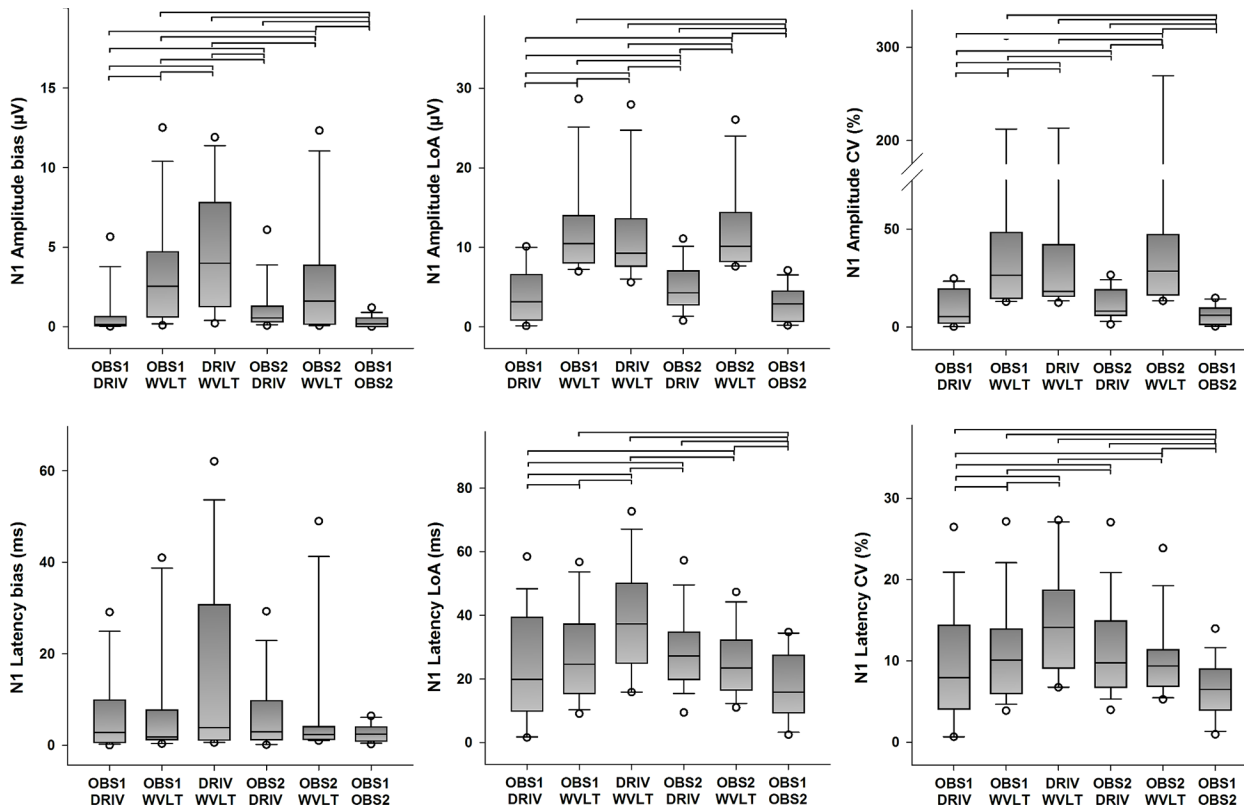 N1 Amplitude bias (µV)
15
10
5
0
OBS1 OBS1 DRIV OBS2 OBS2 OBS1
DRIV WVLT WVLT DRIV WVLT OBS2
N1 Amplitude LoA (µV)
30
20
10
0
OBS1 OBS1 DRIV OBS2 OBS2 OBS1
DRIV WVLT WVLT DRIV WVLT OBS2
N1 Amplitude CV (%)
300
200
50
0
OBS1 OBS1 DRIV OBS2 OBS2 OBS1
DRIV WVLT WVLT DRIV WVLT OBS2
N1 Latency bias (ms)
60
40
20
0
OBS1 OBS1 DRIV OBS2 OBS2 OBS1
DRIV WVLT WVLT DRIV WVLT OBS2
N1 Latency LoA (ms)
80
60
40
20
0
OBS1 OBS1 DRIV OBS2 OBS2 OBS1
DRIV WVLT WVLT DRIV WVLT OBS2
N1 Latency CV (%)
30
20
10
0
OBS1 OBS1 DRIV OBS2 OBS2 OBS1
DRIV WVLT WVLT DRIV WVLT OBS2